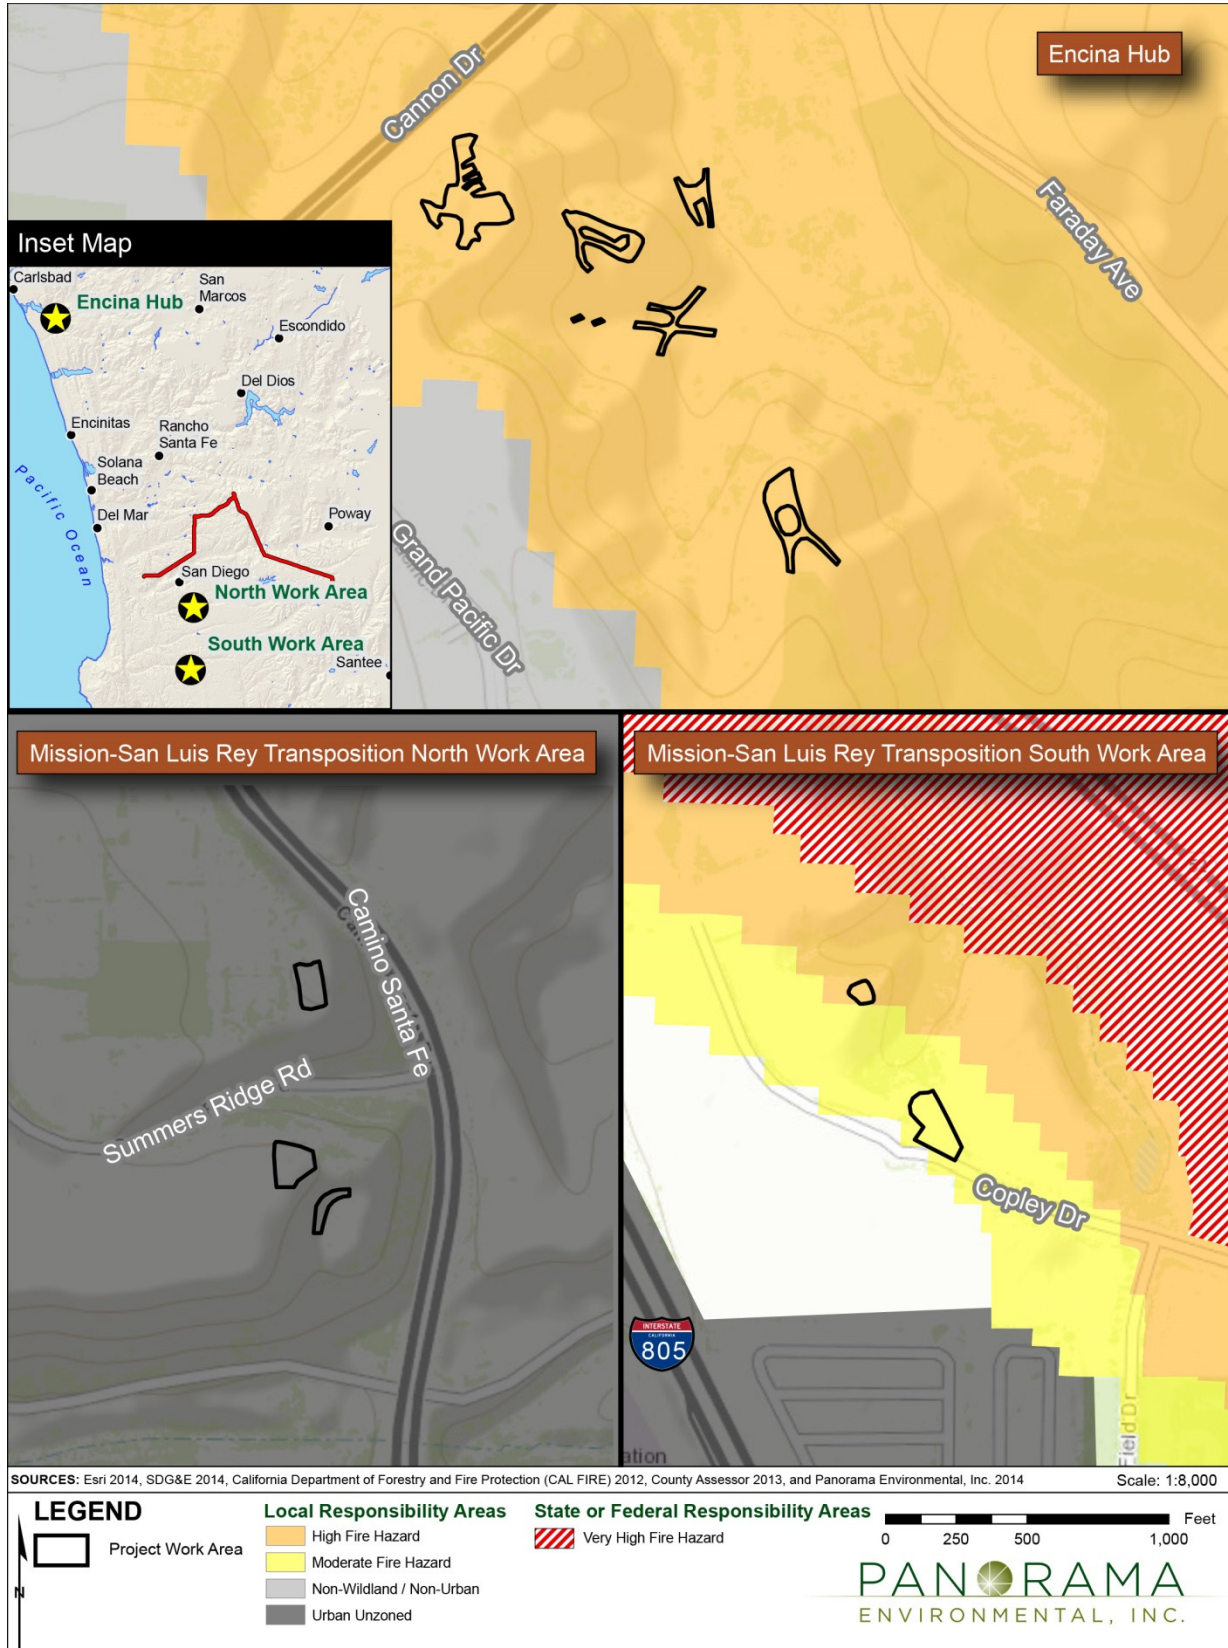 Encina Hub
Cannon Dr
Faraday Ave
Grand Pacific Dr
Inset Map
Carlsbad
San
Marcos
Encina Hub
Escondido
Del Dios
Encinitas
Rancho
Santa Fe
Solana
Beach
Pacific Ocean
Del Mar
Poway
San Diego
North Work Area
South Work Area
Santee
Mission-San Luis Rey Transposition North Work Area
Camino Santa Fe
Summers Ridge Rd
Mission-San Luis Rey Transposition South Work Area
Copley Dr
INTERSTATE
CALIFORNIA
805
Field Dr
ation
SOURCES: Esri 2014, SDG&E 2014, California Department of Forestry and Fire Protection (CAL FIRE) 2012, County Assessor 2013, and Panorama Environmental, Inc. 2014
Scale: 1:8,000
LEGEND
Project Work Area
N
Local Responsibility Areas
High Fire Hazard
Moderate Fire Hazard
Non-Wildland / Non-Urban
Urban Unzoned
State or Federal Responsibility Areas
Very High Fire Hazard
Feet
0 250 500 1,000
PANORAMA
ENVIRONMENTAL, INC.